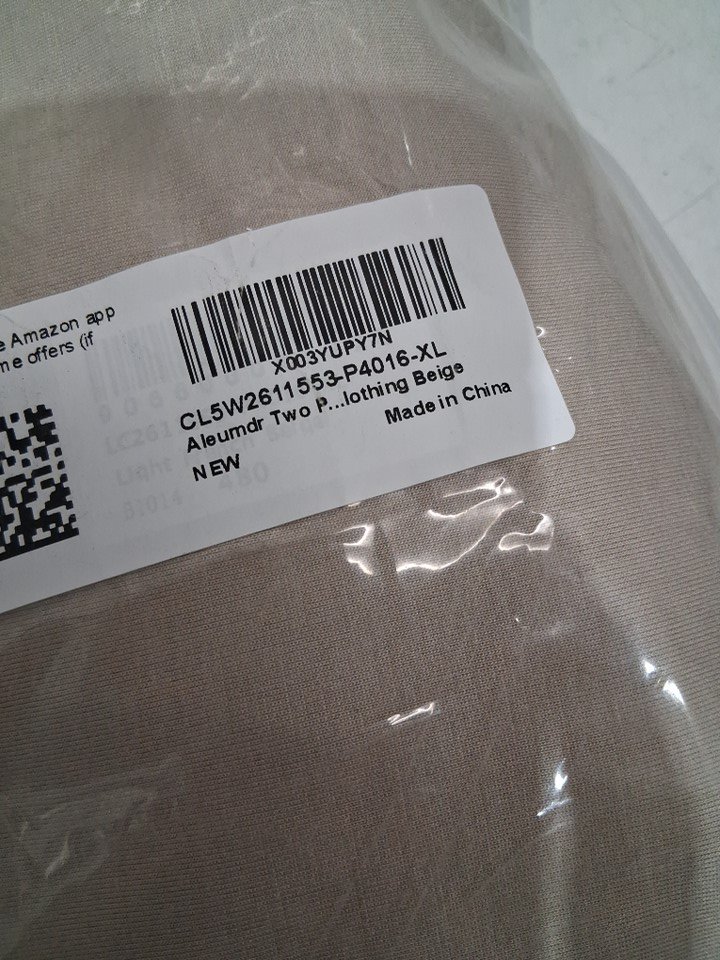 e Amazon app
me offers (if
X003YUPY7N
CL5W2611553-P4016-XL
Aleumdr Two P...lothing Beige
Made in China
NEW